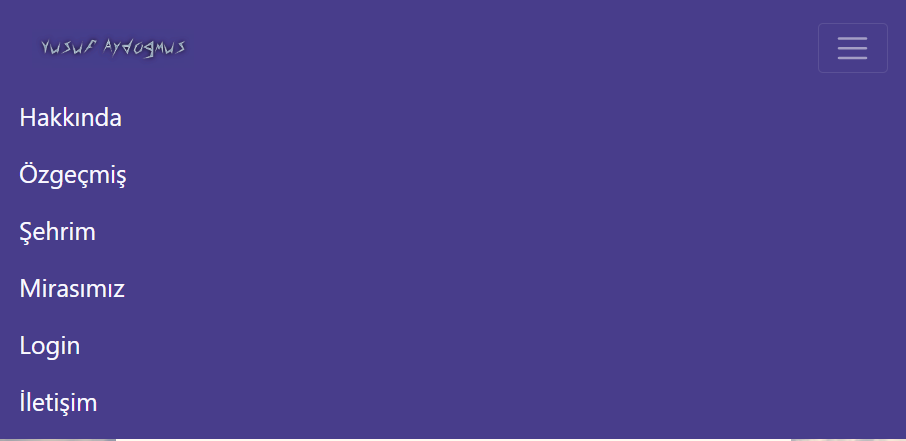 Yusuf Aydogmus
Hakkında
Özgeçmiş
Şehrim
Mirasımız
Login
İletişim